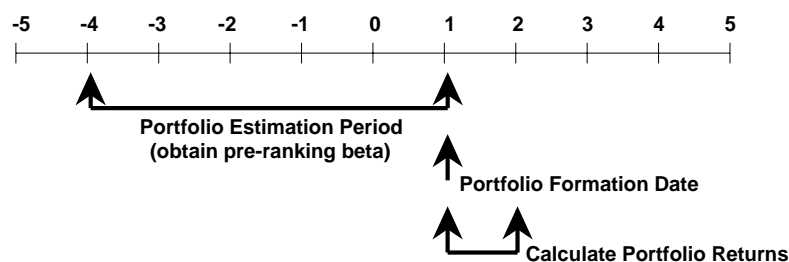 -5 -4 -3 -2 -1 0 1 2 3 4 5
Portfolio Estimation Period
(obtain pre-ranking beta)
Portfolio Formation Date
Calculate Portfolio Returns